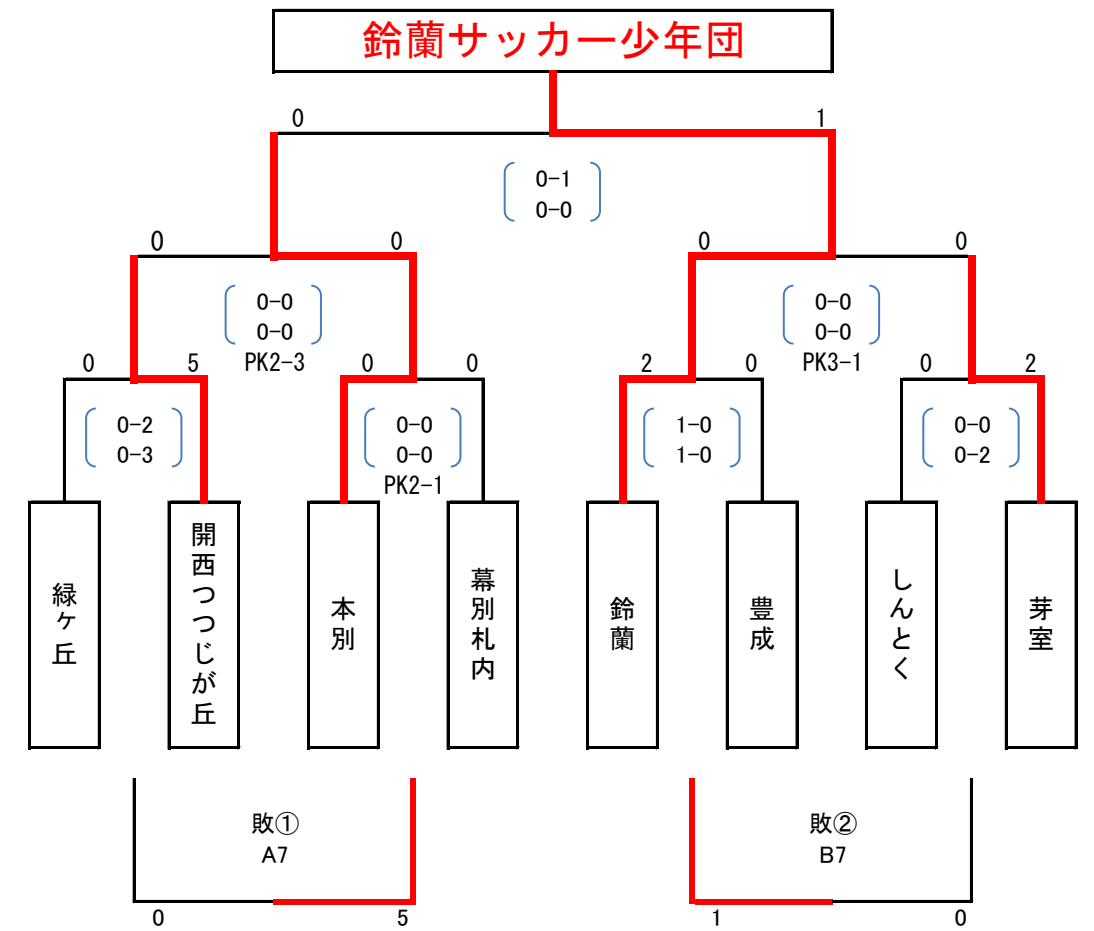 鈴蘭サッカー少年団
0 1
0-1
0-0
0 0 0 0
0-0 0-0
0-0 0-0
PK2-3 PK3-1
0 5 0 0 2 0 0 2
0-2 0-0 1-0 0-0
0-3 0-0 1-0 0-2
PK2-1
緑ヶ丘
開西つつじが丘
本別
幕別札内
鈴蘭
豊成
しんとく
芽室
敗① 敗②
A7 B7
0 5 1 0